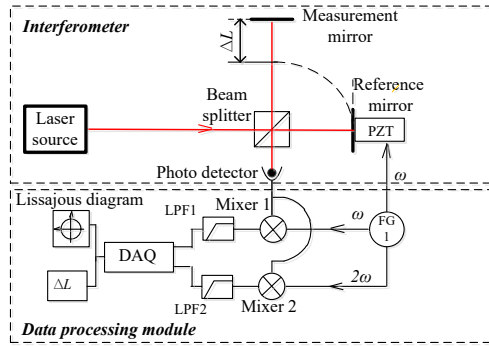 Interferometer
Measurement
mirror
ΔL
Reference
mirror
Beam
splitter
Laser
source
PZT
Photo detector
ω
Lissajous diagram
LPF1
Mixer 1
ω
FG
1
DAQ
ΔL
2ω
LPF2
Mixer 2
Data processing module